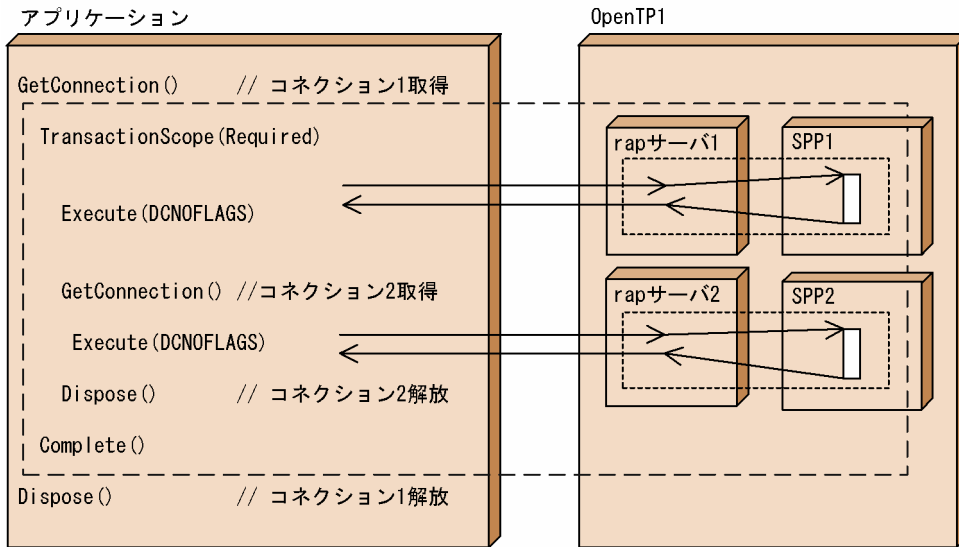 アプリケーション
OpenTP1
GetConnection() // コネクション1取得
TransactionScope(Required)
rapサーバ1
SPP1
Execute(DCNOFLAGS)
GetConnection() //コネクション2取得
rapサーバ2
SPP2
Execute(DCNOFLAGS)
Dispose() // コネクション2解放
Complete()
Dispose() // コネクション1解放